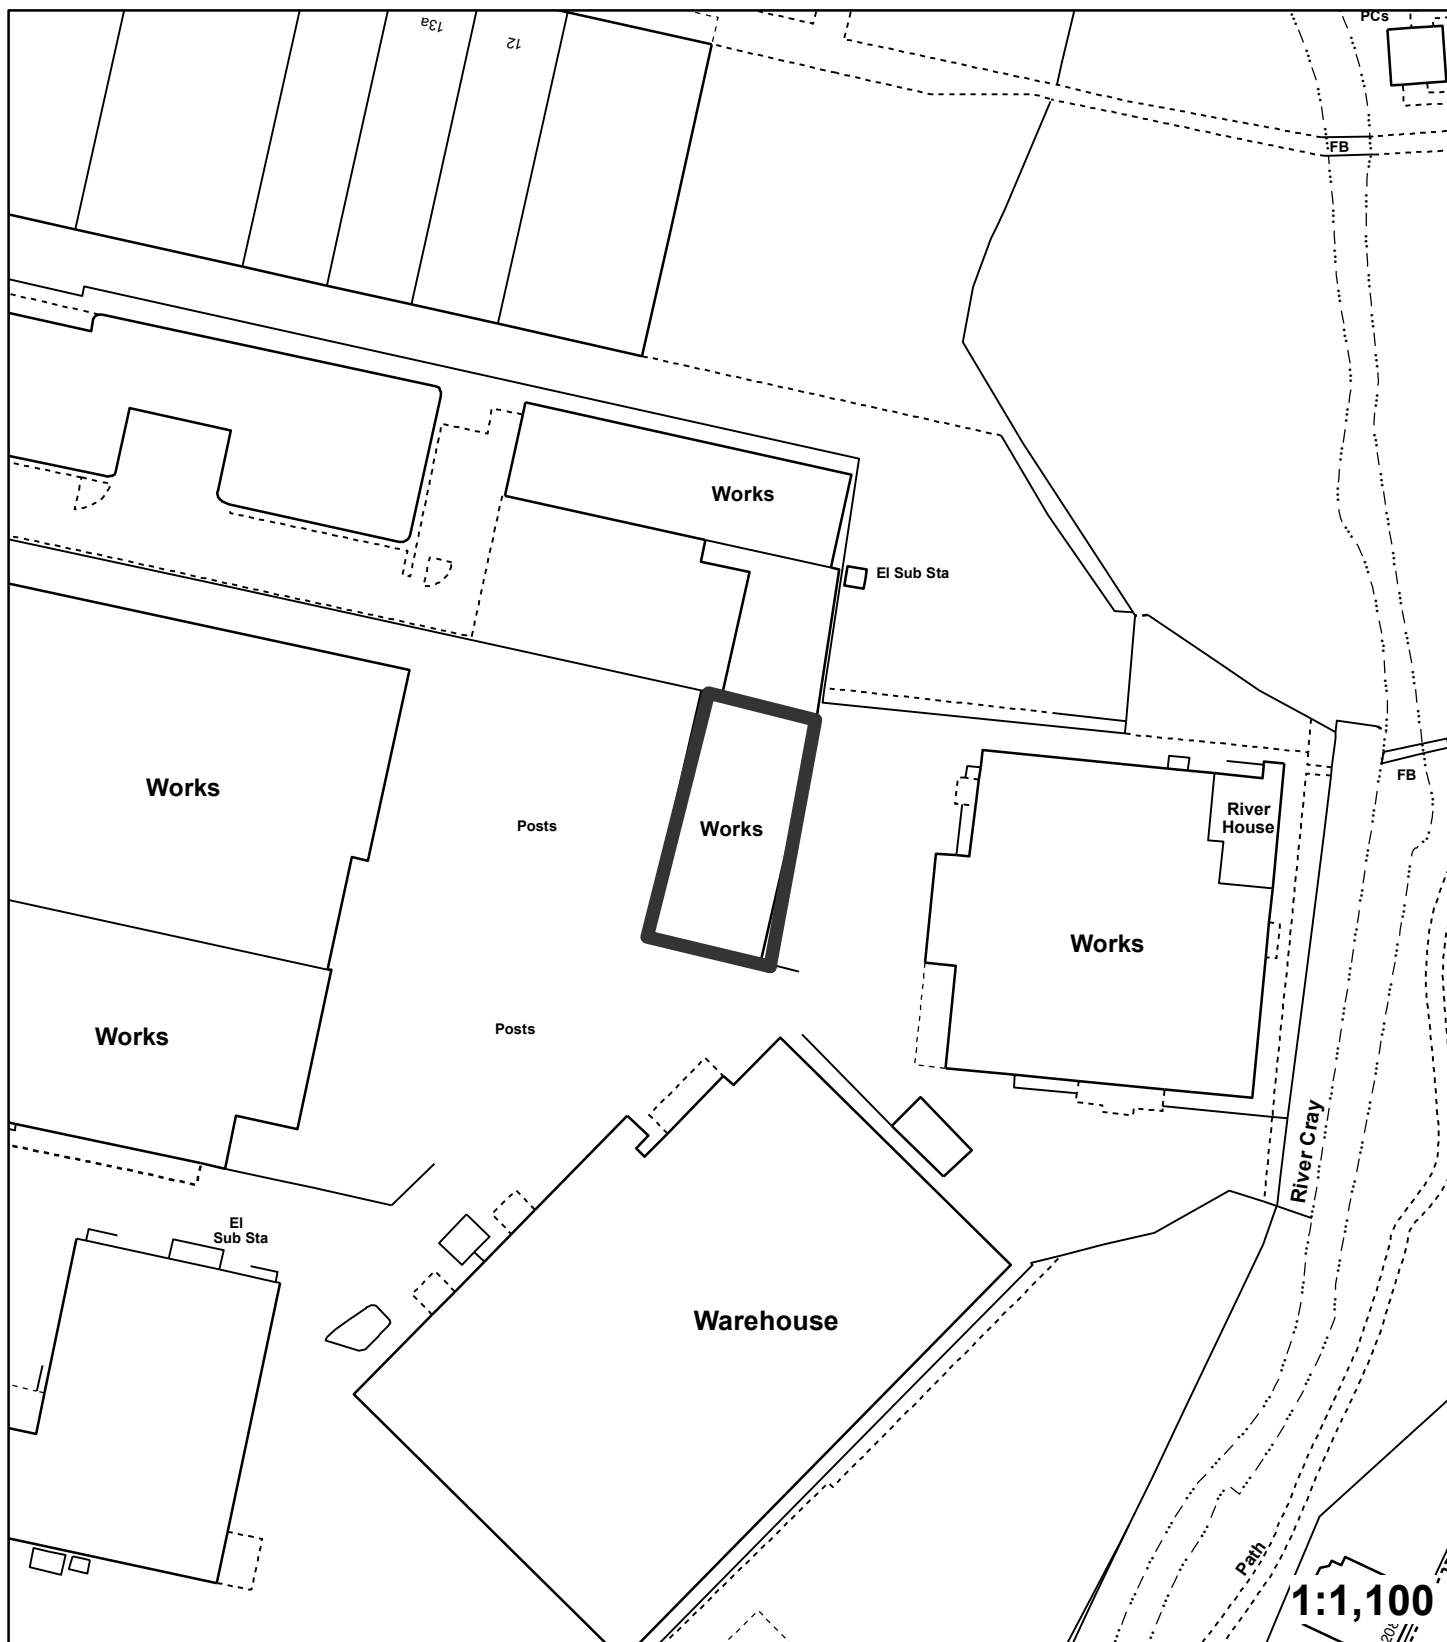 13a
12
PCs
FB
Works
El Sub Sta
Works
Posts
Works
River
House
FB
Works
Works
Posts
River Cray
El
Sub Sta
Warehouse
Path
1:1,100